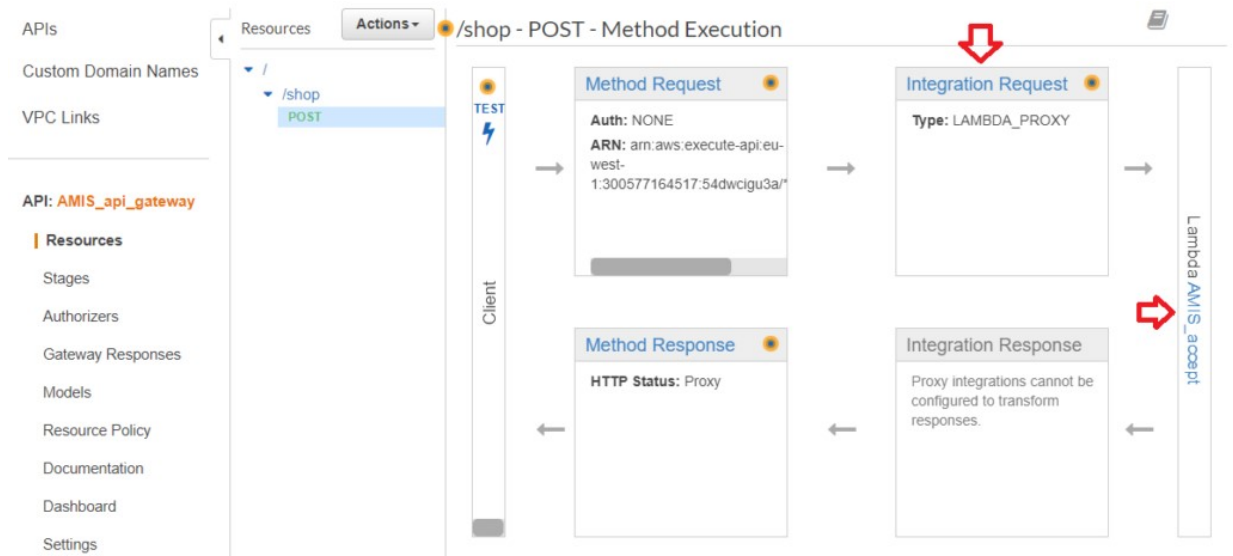 APIs
Custom Domain Names
VPC Links
API: AMIS_api_gateway
Resources
Stages
Authorizers
Gateway Responses
Models
Resource Policy
Documentation
Dashboard
Settings
Resources
Actions
/
/shop
POST
/shop - POST - Method Execution
TEST
Client
Method Request
Auth: NONE
ARN: arn:aws:execute-api:eu-
west-
1:300577164517:54dwcigu3a/*
Integration Request
Type: LAMBDA_PROXY
Lambda AMIS_accept
Method Response
HTTP Status: Proxy
Integration Response
Proxy integrations cannot be
configured to transform
responses.